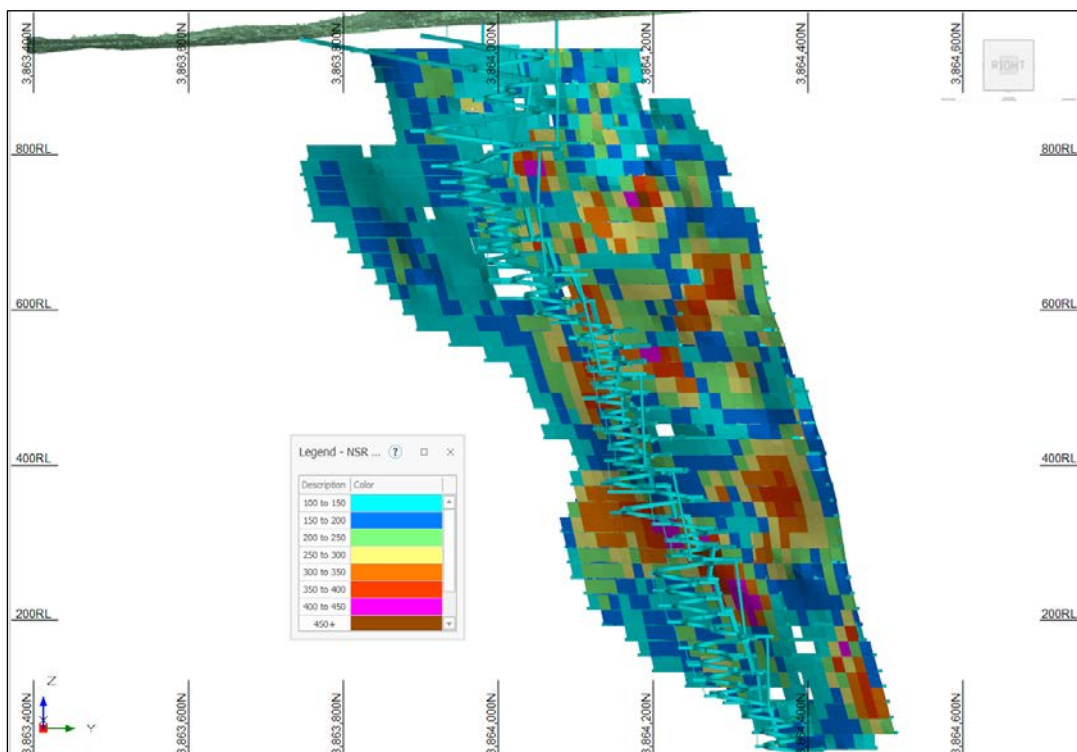 3,863,400N
3,863,600N
3,863,800N
3,864,000N
3,864,200N
3,864,400N
3,864,600N
RIGHT
800RL
800RL
600RL
600RL
400RL
400RL
200RL
200RL
Legend - NSR ... ?
Description Color
100 to 150
150 to 200
200 to 250
250 to 300
300 to 350
350 to 400
400 to 450
450+
Z
Y
3,863,400N
3,863,600N
3,863,800N
3,864,000N
3,864,200N
3,864,400N
3,864,600N